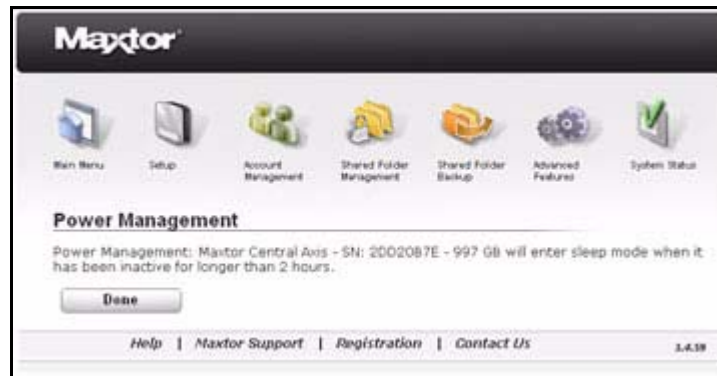 Maxtor
Main Menu
Setup
Account Management
Shared Folder Management
Shared Folder Backup
Advanced Features
System Status
Power Management
Power Management: Maxtor Central Axis - SN: 2DD2087E - 997 GB will enter sleep mode when it
has been inactive for longer than 2 hours.
Done
Help | Maxtor Support | Registration | Contact Us
1.4.19